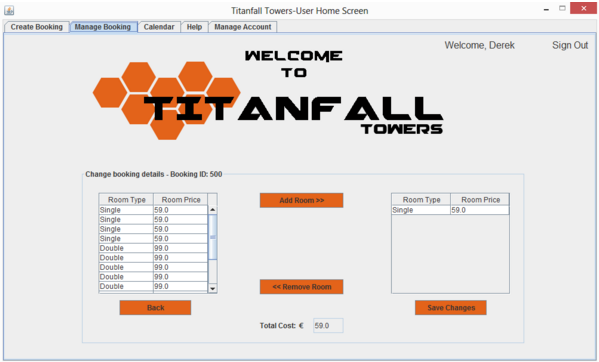 Titanfall Towers-User Home Screen
Create Booking Manage Booking Calendar Help Manage Account
Welcome, Derek Sign Out
WELCOME
TO
TITANFALL
TOWERS
Change booking details - Booking ID: 500
Room Type Room Price
Single 59.0
Single 59.0
Single 59.0
Single 59.0
Double 99.0
Double 99.0
Double 99.0
Double 99.0
Double 99.0
Back
Add Room >>
<< Remove Room
Total Cost: € 59.0
Room Type Room Price
Single 59.0
Save Changes